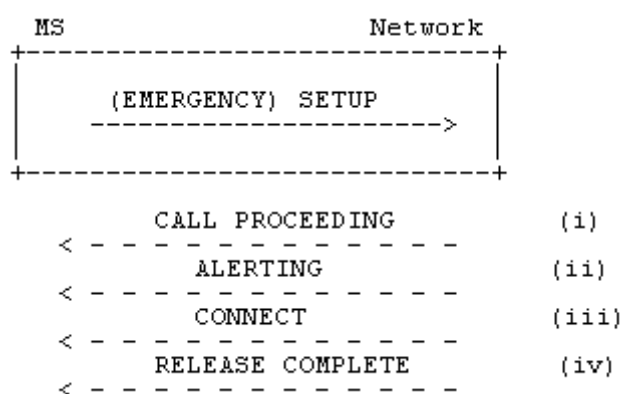 MS Network
(EMERGENCY) SETUP
CALL PROCEEDING (i)
ALERTING (ii)
CONNECT (iii)
RELEASE COMPLETE (iv)